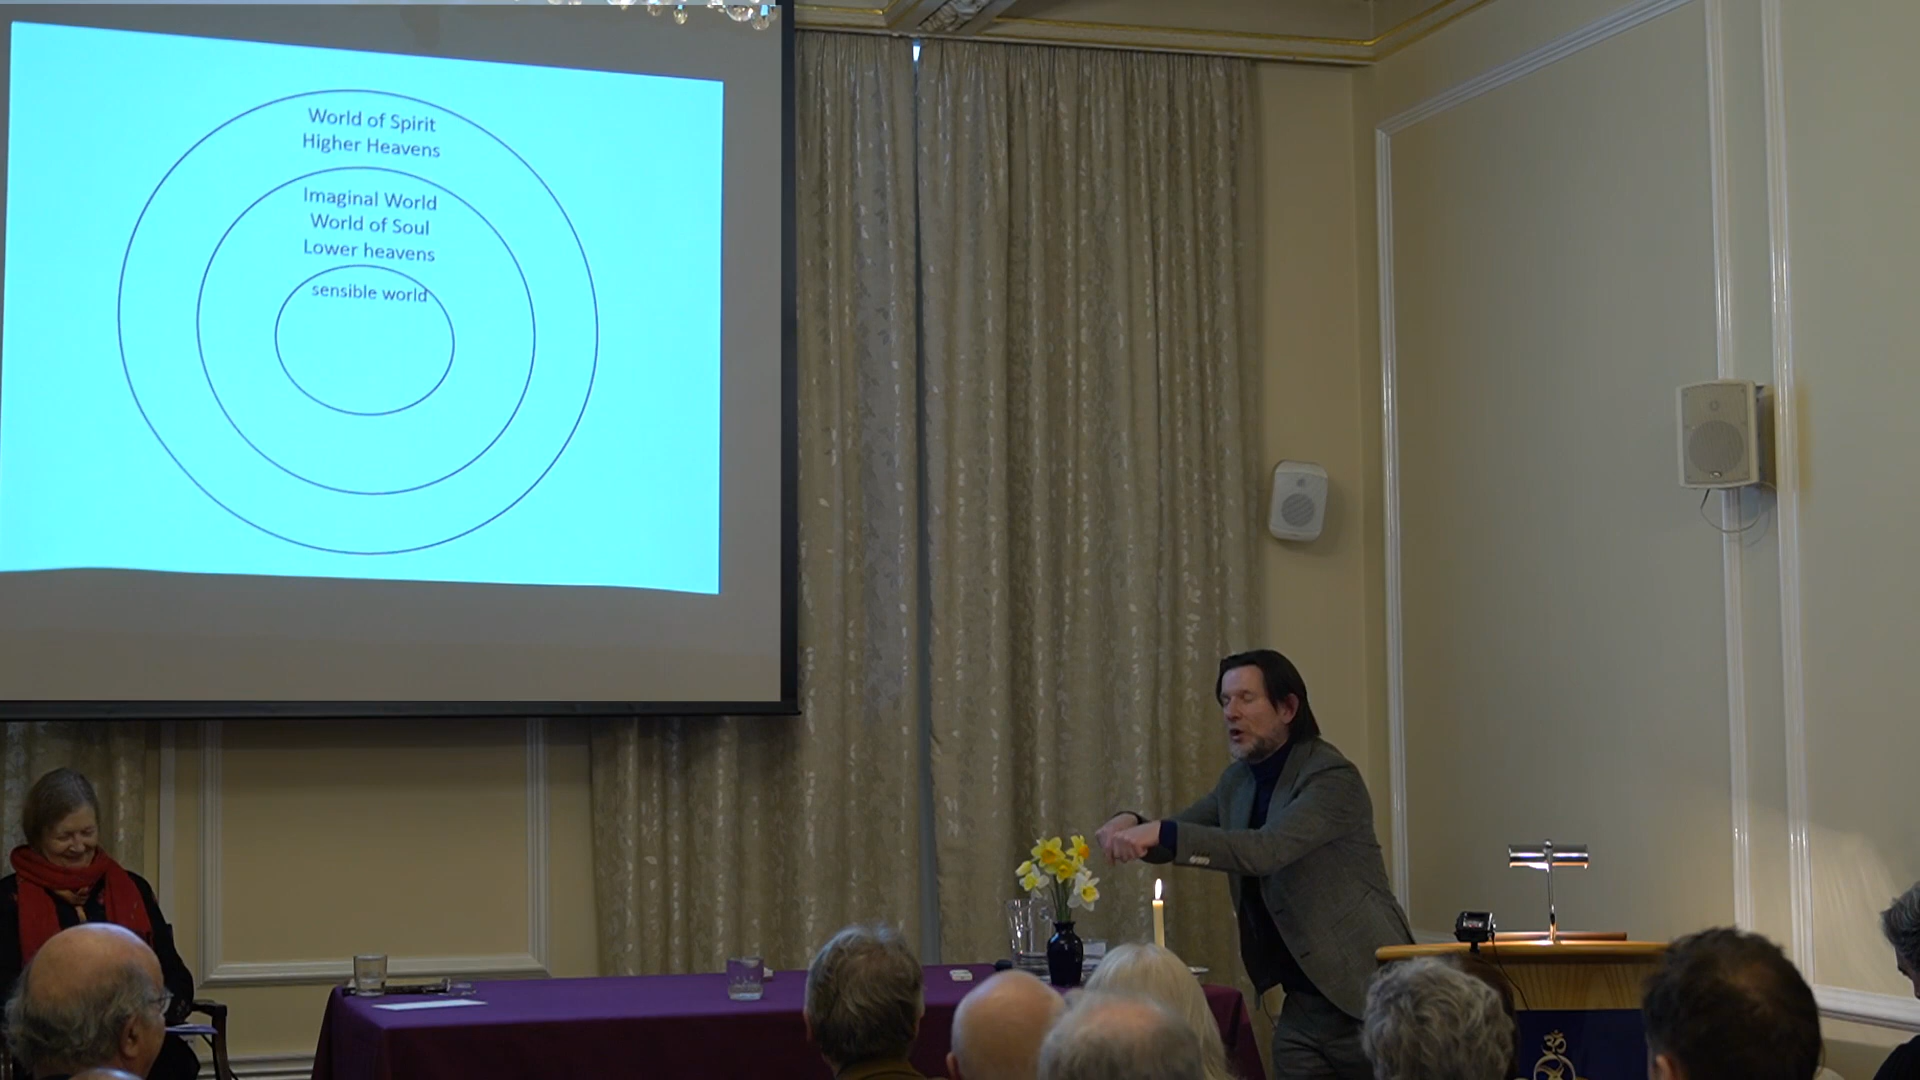 World of Spirit
Higher Heavens
Imaginal World
World of Soul
Lower heavens
sensible world
ॐ